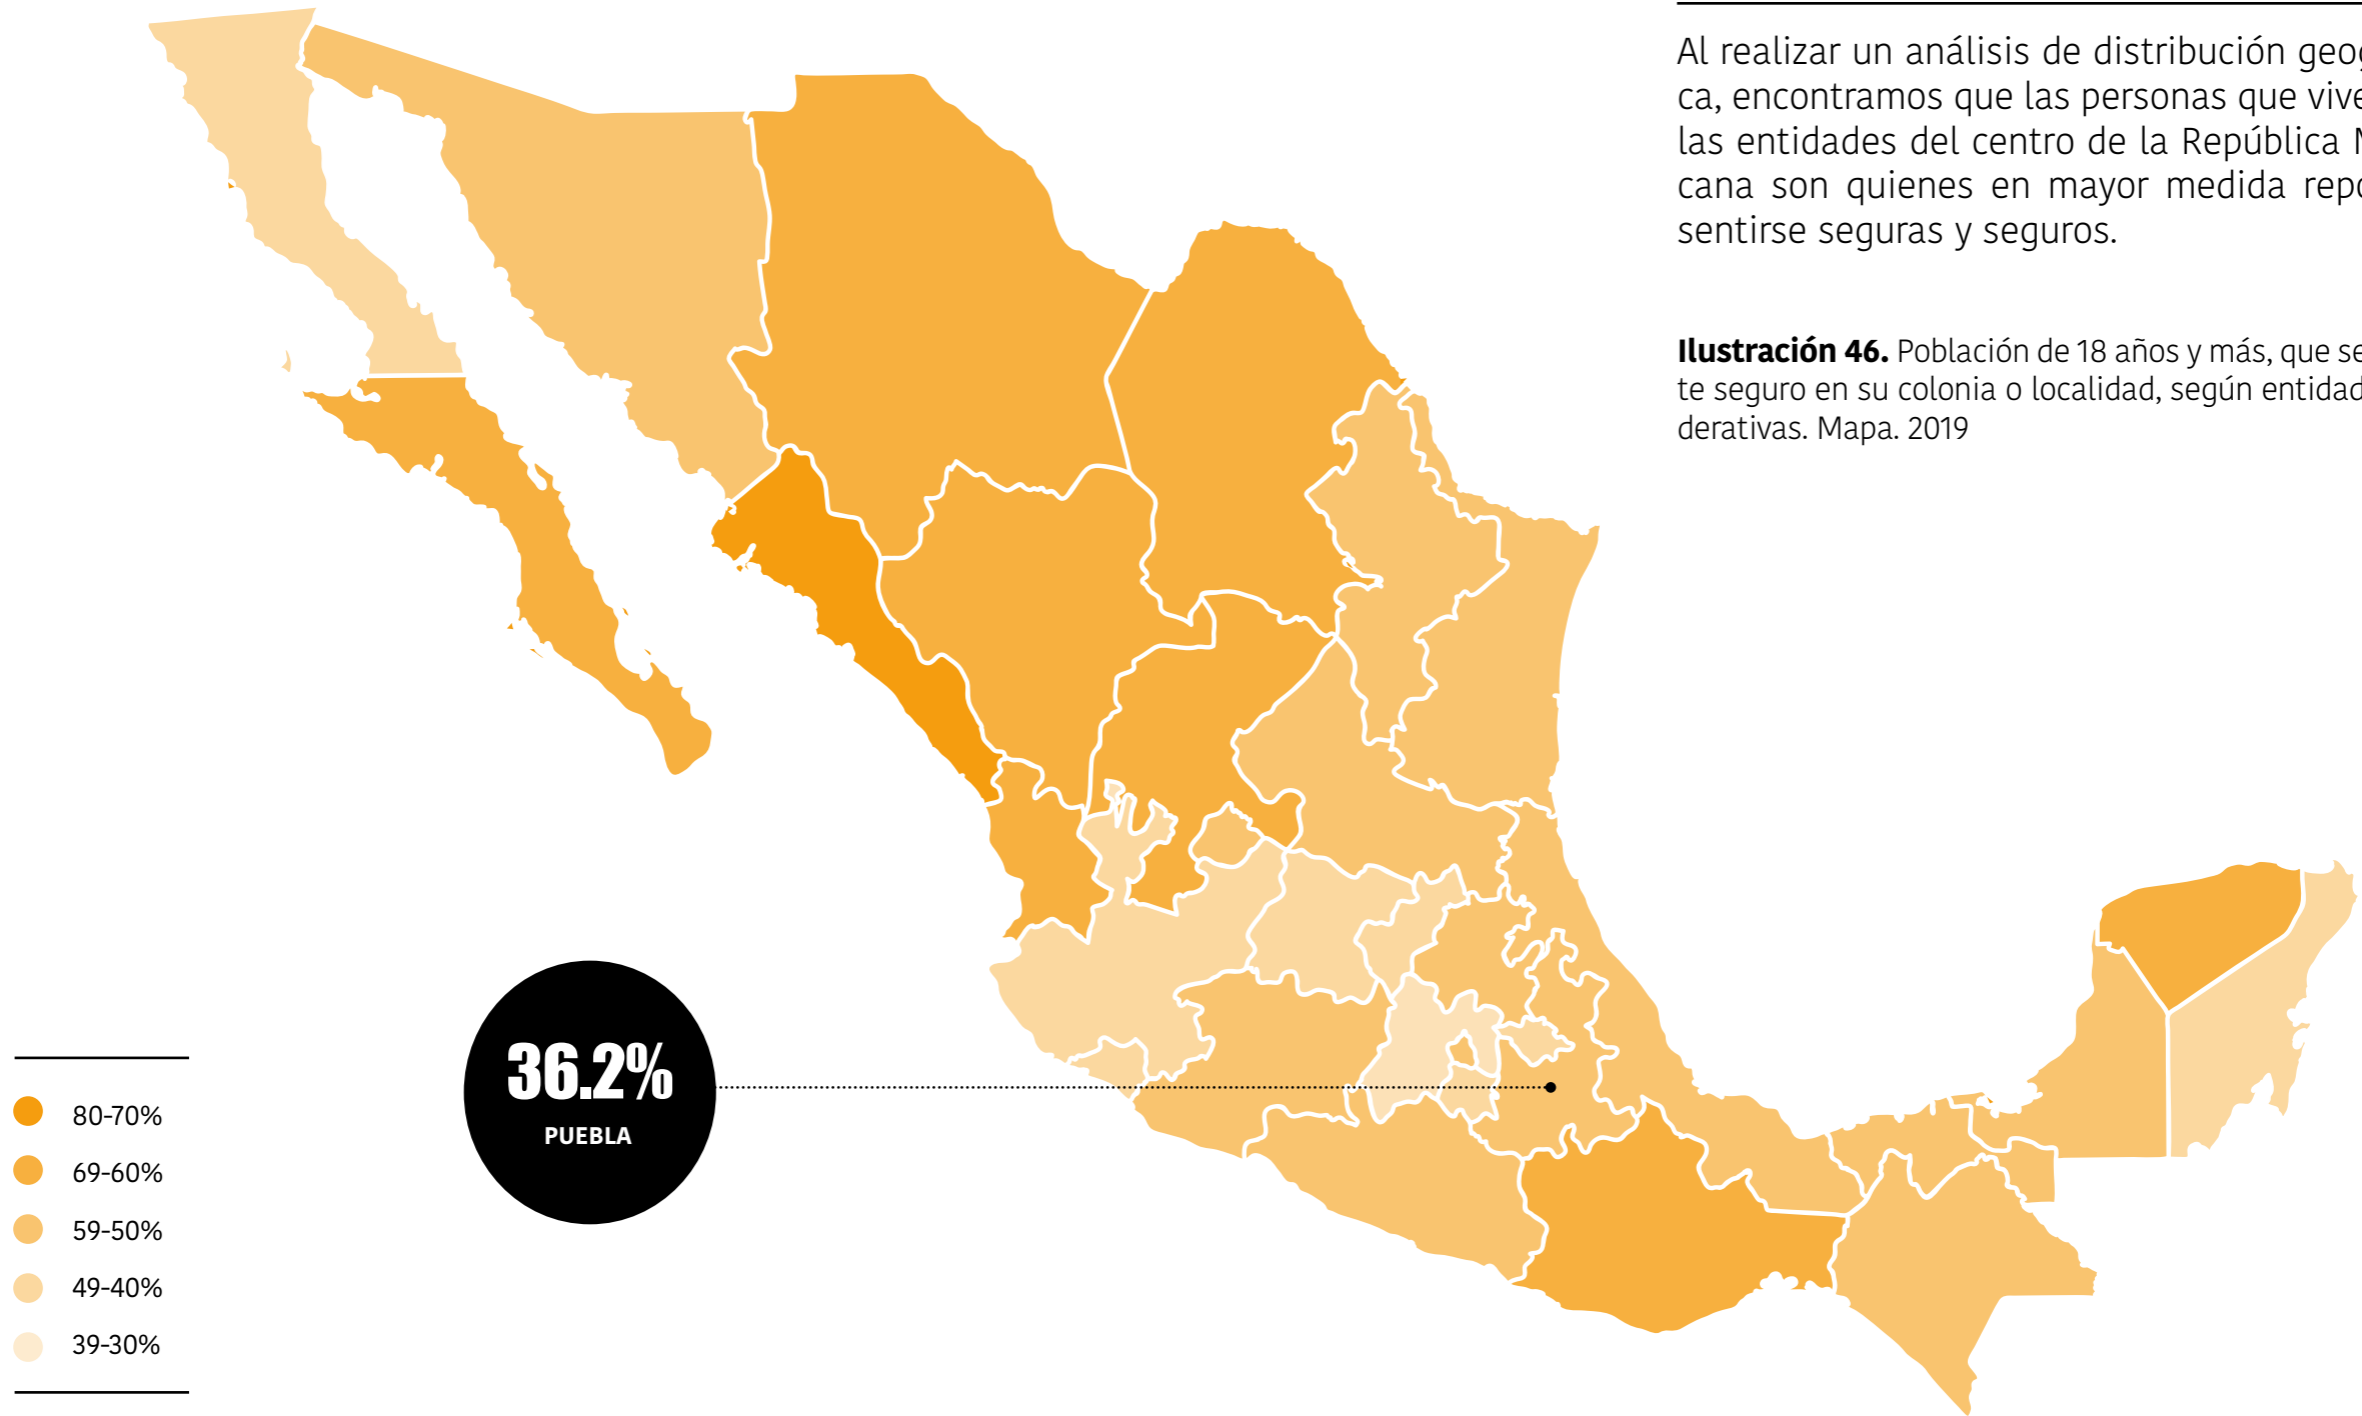 Al realizar un análisis de distribución geog
ca, encontramos que las personas que vive
las entidades del centro de la República M
cana son quienes en mayor medida repo
sentirse seguras y seguros.
Ilustración 46. Población de 18 años y más, que se
te seguro en su colonia o localidad, según entidad
derativas. Mapa. 2019
36.2%
PUEBLA
80-70%
69-60%
59-50%
49-40%
39-30%